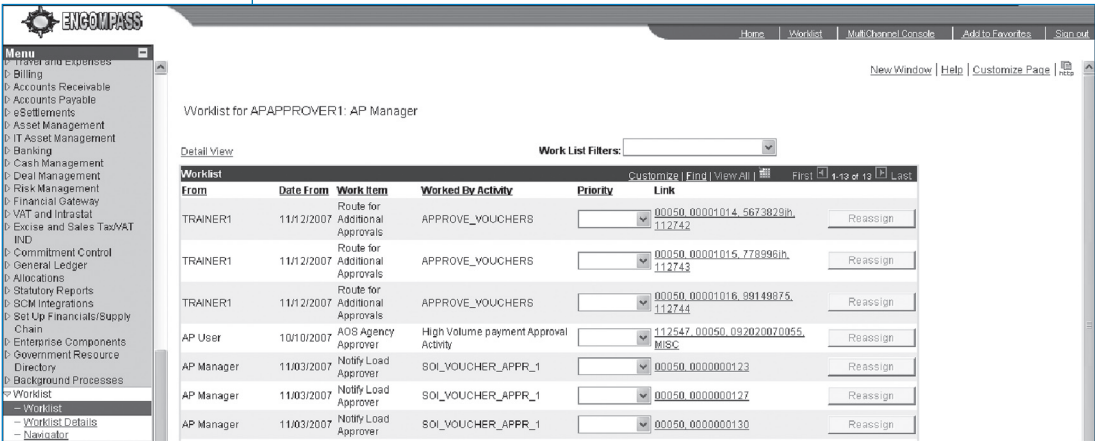 ENCOMPASS
Home | Worklist | MultiChannel Console | Add to Favorites | Sign out
Menu
Travel and Expenses
Billing
Accounts Receivable
Accounts Payable
eSettlements
Asset Management
IT Asset Management
Banking
Cash Management
Deal Management
Risk Management
Financial Gateway
VAT and Intrastat
Excise and Sales Tax/VAT
IND
Commitment Control
General Ledger
Allocations
Statutory Reports
SCM Integrations
Set Up Financials/Supply
Chain
Enterprise Components
Government Resource
Directory
Background Processes
Worklist
– Worklist
– Worklist Details
– Navigator
New Window | Help | Customize Page | http
Worklist for APAPPROVER1: AP Manager
Detail View Work List Filters:
Worklist Customize | Find | View All | First 1-13 of 13 Last
From Date From Work Item Worked By Activity Priority Link
TRAINER1 11/12/2007 Route for Additional Approvals APPROVE_VOUCHERS 00050, 00001014, 5673829jh, 112742 Reassign
TRAINER1 11/12/2007 Route for Additional Approvals APPROVE_VOUCHERS 00050, 00001015, 778996jh, 112743 Reassign
TRAINER1 11/12/2007 Route for Additional Approvals APPROVE_VOUCHERS 00050, 00001016, 99149875, 112744 Reassign
AP User 10/10/2007 AOS Agency Approver High Volume payment Approval Activity 112547, 00050, 092020070055, MISC Reassign
AP Manager 11/03/2007 Notify Load Approver SOI_VOUCHER_APPR_1 00050, 0000000123 Reassign
AP Manager 11/03/2007 Notify Load Approver SOI_VOUCHER_APPR_1 00050, 0000000127 Reassign
AP Manager 11/03/2007 Notify Load Approver SOI_VOUCHER_APPR_1 00050, 0000000130 Reassign